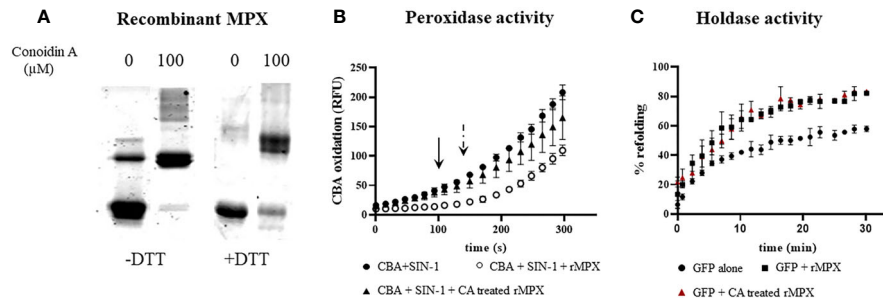 A
Recombinant MPX
Conoidin A
(µM)
0 100 0 100
-DTT +DTT
B
Peroxidase activity
CBA oxidation (RFU)
250
200
150
100
50
0
0 100 200 300 400
time (s)
CBA+SIN-1 CBA + SIN-1 + rMPX
CBA + SIN-1 + CA treated rMPX
C
Holdase activity
% refolding
100
80
60
40
20
0
0 10 20 30
time (min)
GFP alone GFP + rMPX
GFP + CA treated rMPX